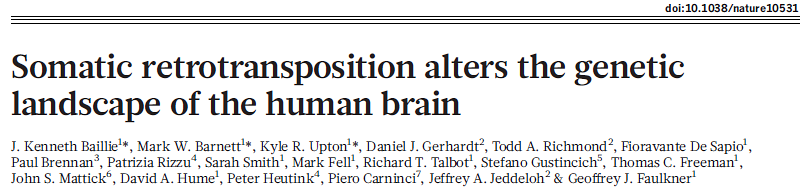 doi:10.1038/nature10531
Somatic retrotransposition alters the genetic
landscape of the human brain
J. Kenneth Baillie¹*, Mark W. Barnett¹*, Kyle R. Upton¹*, Daniel J. Gerhardt², Todd A. Richmond², Fioravante De Sapio¹,
Paul Brennan³, Patrizia Rizzu⁴, Sarah Smith¹, Mark Fell¹, Richard T. Talbot¹, Stefano Gustincich⁵, Thomas C. Freeman¹,
John S. Mattick⁶, David A. Hume¹, Peter Heutink⁴, Piero Carninci⁷, Jeffrey A. Jeddeloh² & Geoffrey J. Faulkner¹